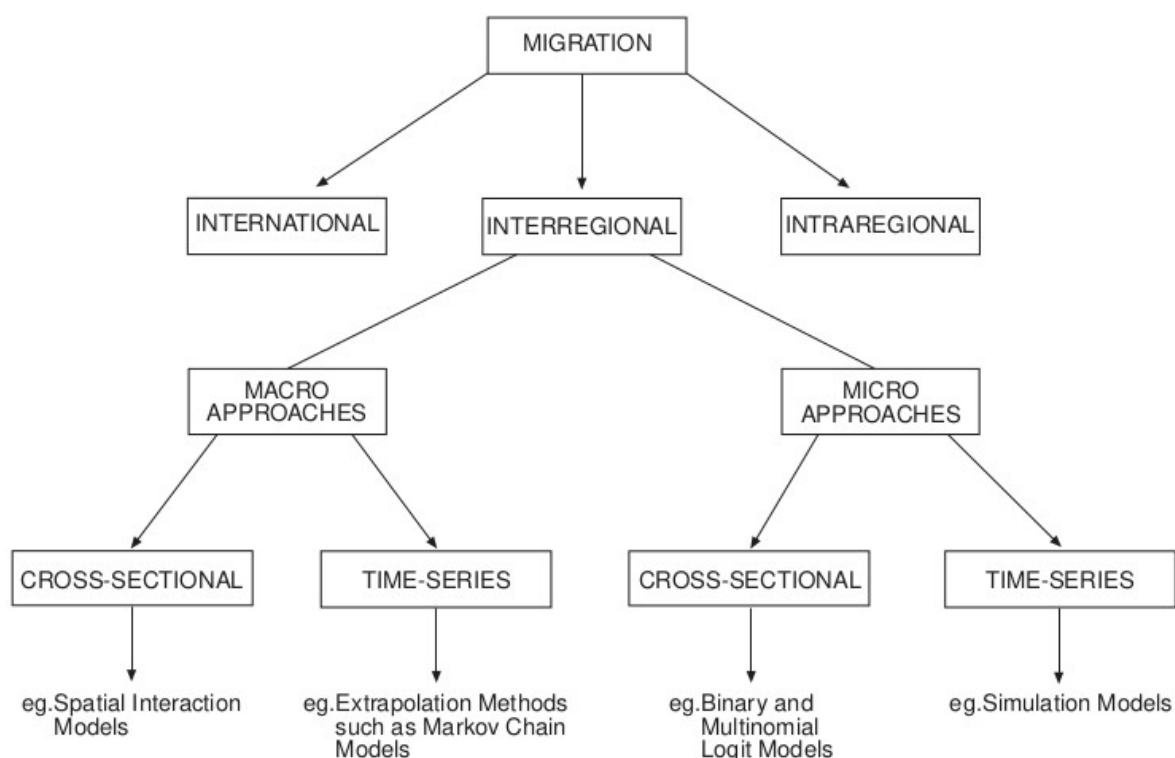 MIGRATION
INTERNATIONAL
INTERREGIONAL
INTRAREGIONAL
MACRO
APPROACHES
MICRO
APPROACHES
CROSS-SECTIONAL
TIME-SERIES
CROSS-SECTIONAL
TIME-SERIES
eg.Spatial Interaction
Models
eg.Extrapolation Methods
such as Markov Chain
Models
eg.Binary and
Multinomial
Logit Models
eg.Simulation Models